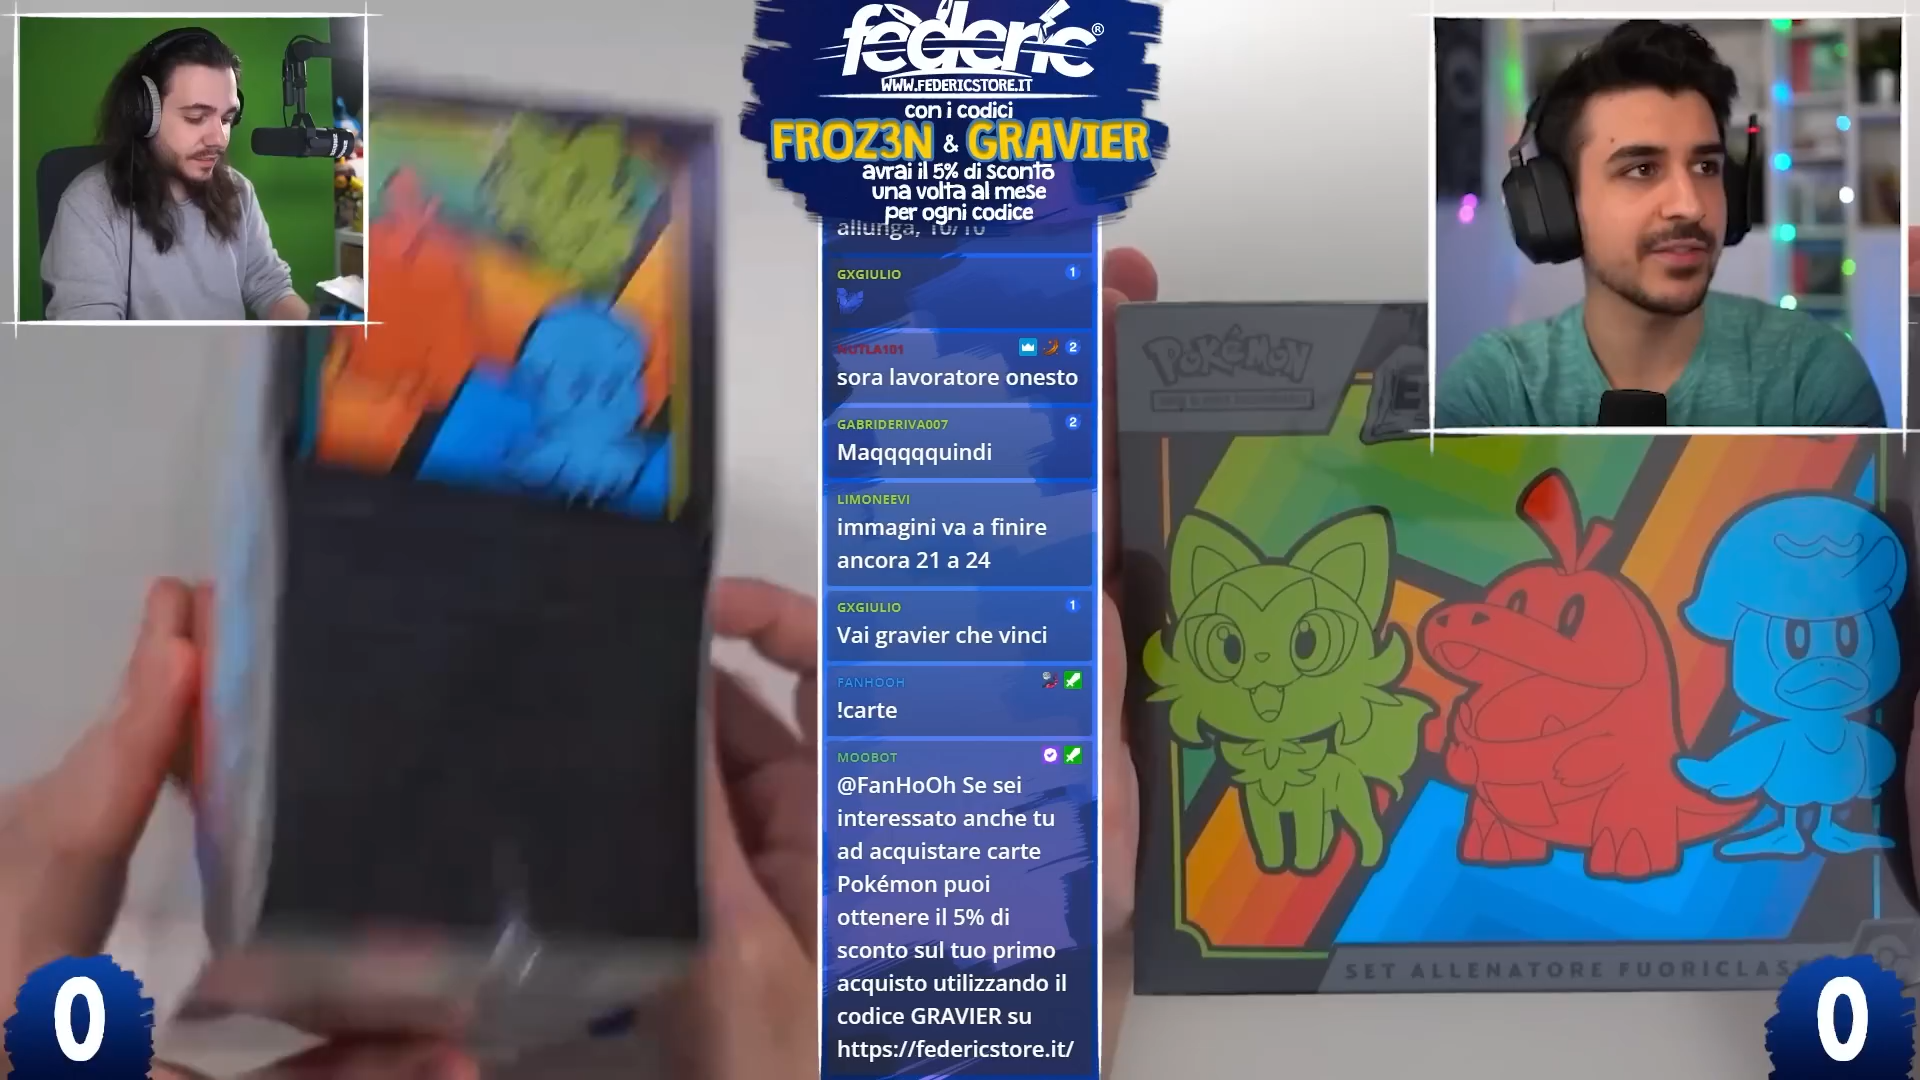 federic®
WWW.FEDERICSTORE.IT
con i codici
FROZ3N & GRAVIER
avrai il 5% di sconto
una volta al mese
per ogni codice
allunga, 10/10
GXGIULIO
1
2
sora lavoratore onesto
GABRIDERIVA007
2
Maqqqqquindi
LIMONEEVI
immagini va a finire
ancora 21 a 24
GXGIULIO
1
Vai gravier che vinci
FANHOOH
!carte
MOOBOT
@FanHoOh Se sei
interessato anche tu
ad acquistare carte
Pokémon puoi
ottenere il 5% di
sconto sul tuo primo
acquisto utilizzando il
codice GRAVIER su
https://federicstore.it/
POKÉMON
SET ALLENATORE FUORICLAS
0
0